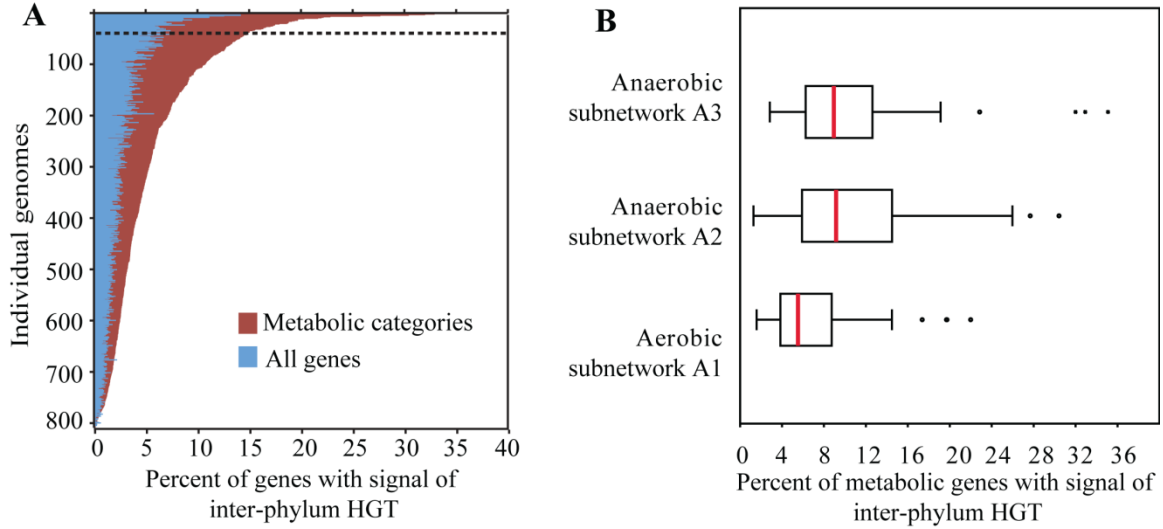 A
100
200
300
400
500
600
700
800
Individual genomes
Metabolic categories
All genes
0 5 10 15 20 25 30 35 40
Percent of genes with signal of
inter-phylum HGT
B
Anaerobic
subnetwork A3
Anaerobic
subnetwork A2
Aerobic
subnetwork A1
0 4 8 12 16 20 24 28 32 36
Percent of metabolic genes with signal of
inter-phylum HGT